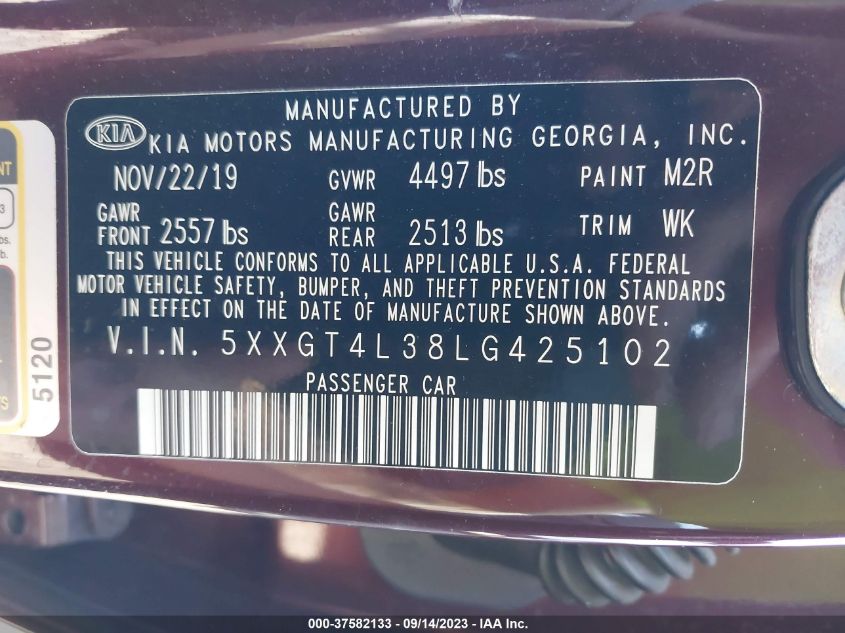 MANUFACTURED BY
KIA KIA MOTORS MANUFACTURING GEORGIA, INC.
NOV/22/19 GVWR 4497 lbs PAINT M2R
GAWR FRONT 2557 lbs GAWR REAR 2513 lbs TRIM WK
THIS VEHICLE CONFORMS TO ALL APPLICABLE U.S.A. FEDERAL
MOTOR VEHICLE SAFETY, BUMPER, AND THEFT PREVENTION STANDARDS
IN EFFECT ON THE DATE OF MANUFACTURE SHOWN ABOVE.
V.I.N. 5XXGT4L38LG425102
PASSENGER CAR
5120
000-37582133 - 09/14/2023 - IAA Inc.